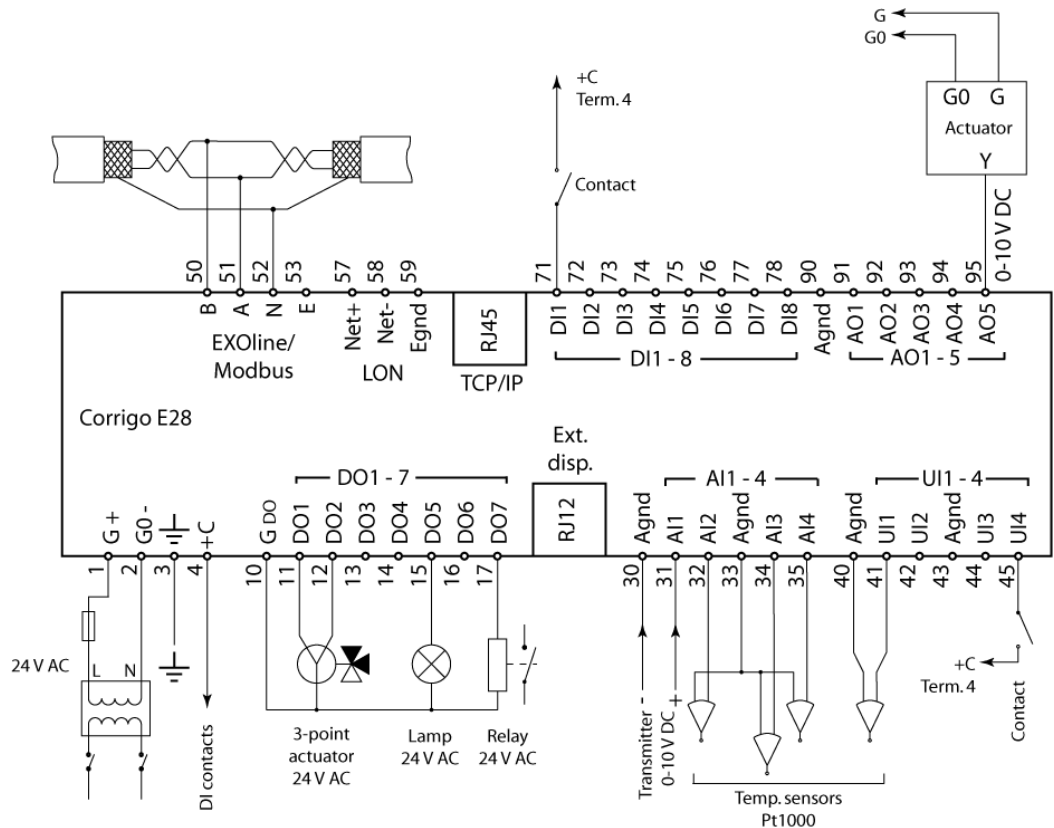 G
G0
+C
Term. 4
G0 G
Actuator
Y
0-10 V DC
Contact
50 51 52 53 57 58 59 71 72 73 74 75 76 77 78 90 91 92 93 94 95
B A N E Net+ Net- Egnd RJ45 DI1 DI2 DI3 DI4 DI5 DI6 DI7 DI8 Agnd AO1 AO2 AO3 AO4 AO5
EXOline/
Modbus
LON
TCP/IP
DI1 - 8
AO1 - 5
Corrigo E28
Ext.
disp.
DO1 - 7
AI1 - 4
UI1 - 4
G+ G0- +C G DO DO1 DO2 DO3 DO4 DO5 DO6 DO7 RJ12 Agnd AI1 AI2 Agnd AI3 AI4 Agnd UI1 UI2 Agnd UI3 UI4
1 2 3 4 10 11 12 13 14 15 16 17 30 31 32 33 34 35 40 41 42 43 44 45
24 V AC
L N
DI contacts
3-point
actuator
24 V AC
Lamp
24 V AC
Relay
24 V AC
Transmitter -
0-10 V DC +
Temp. sensors
Pt1000
+C
Term. 4
Contact